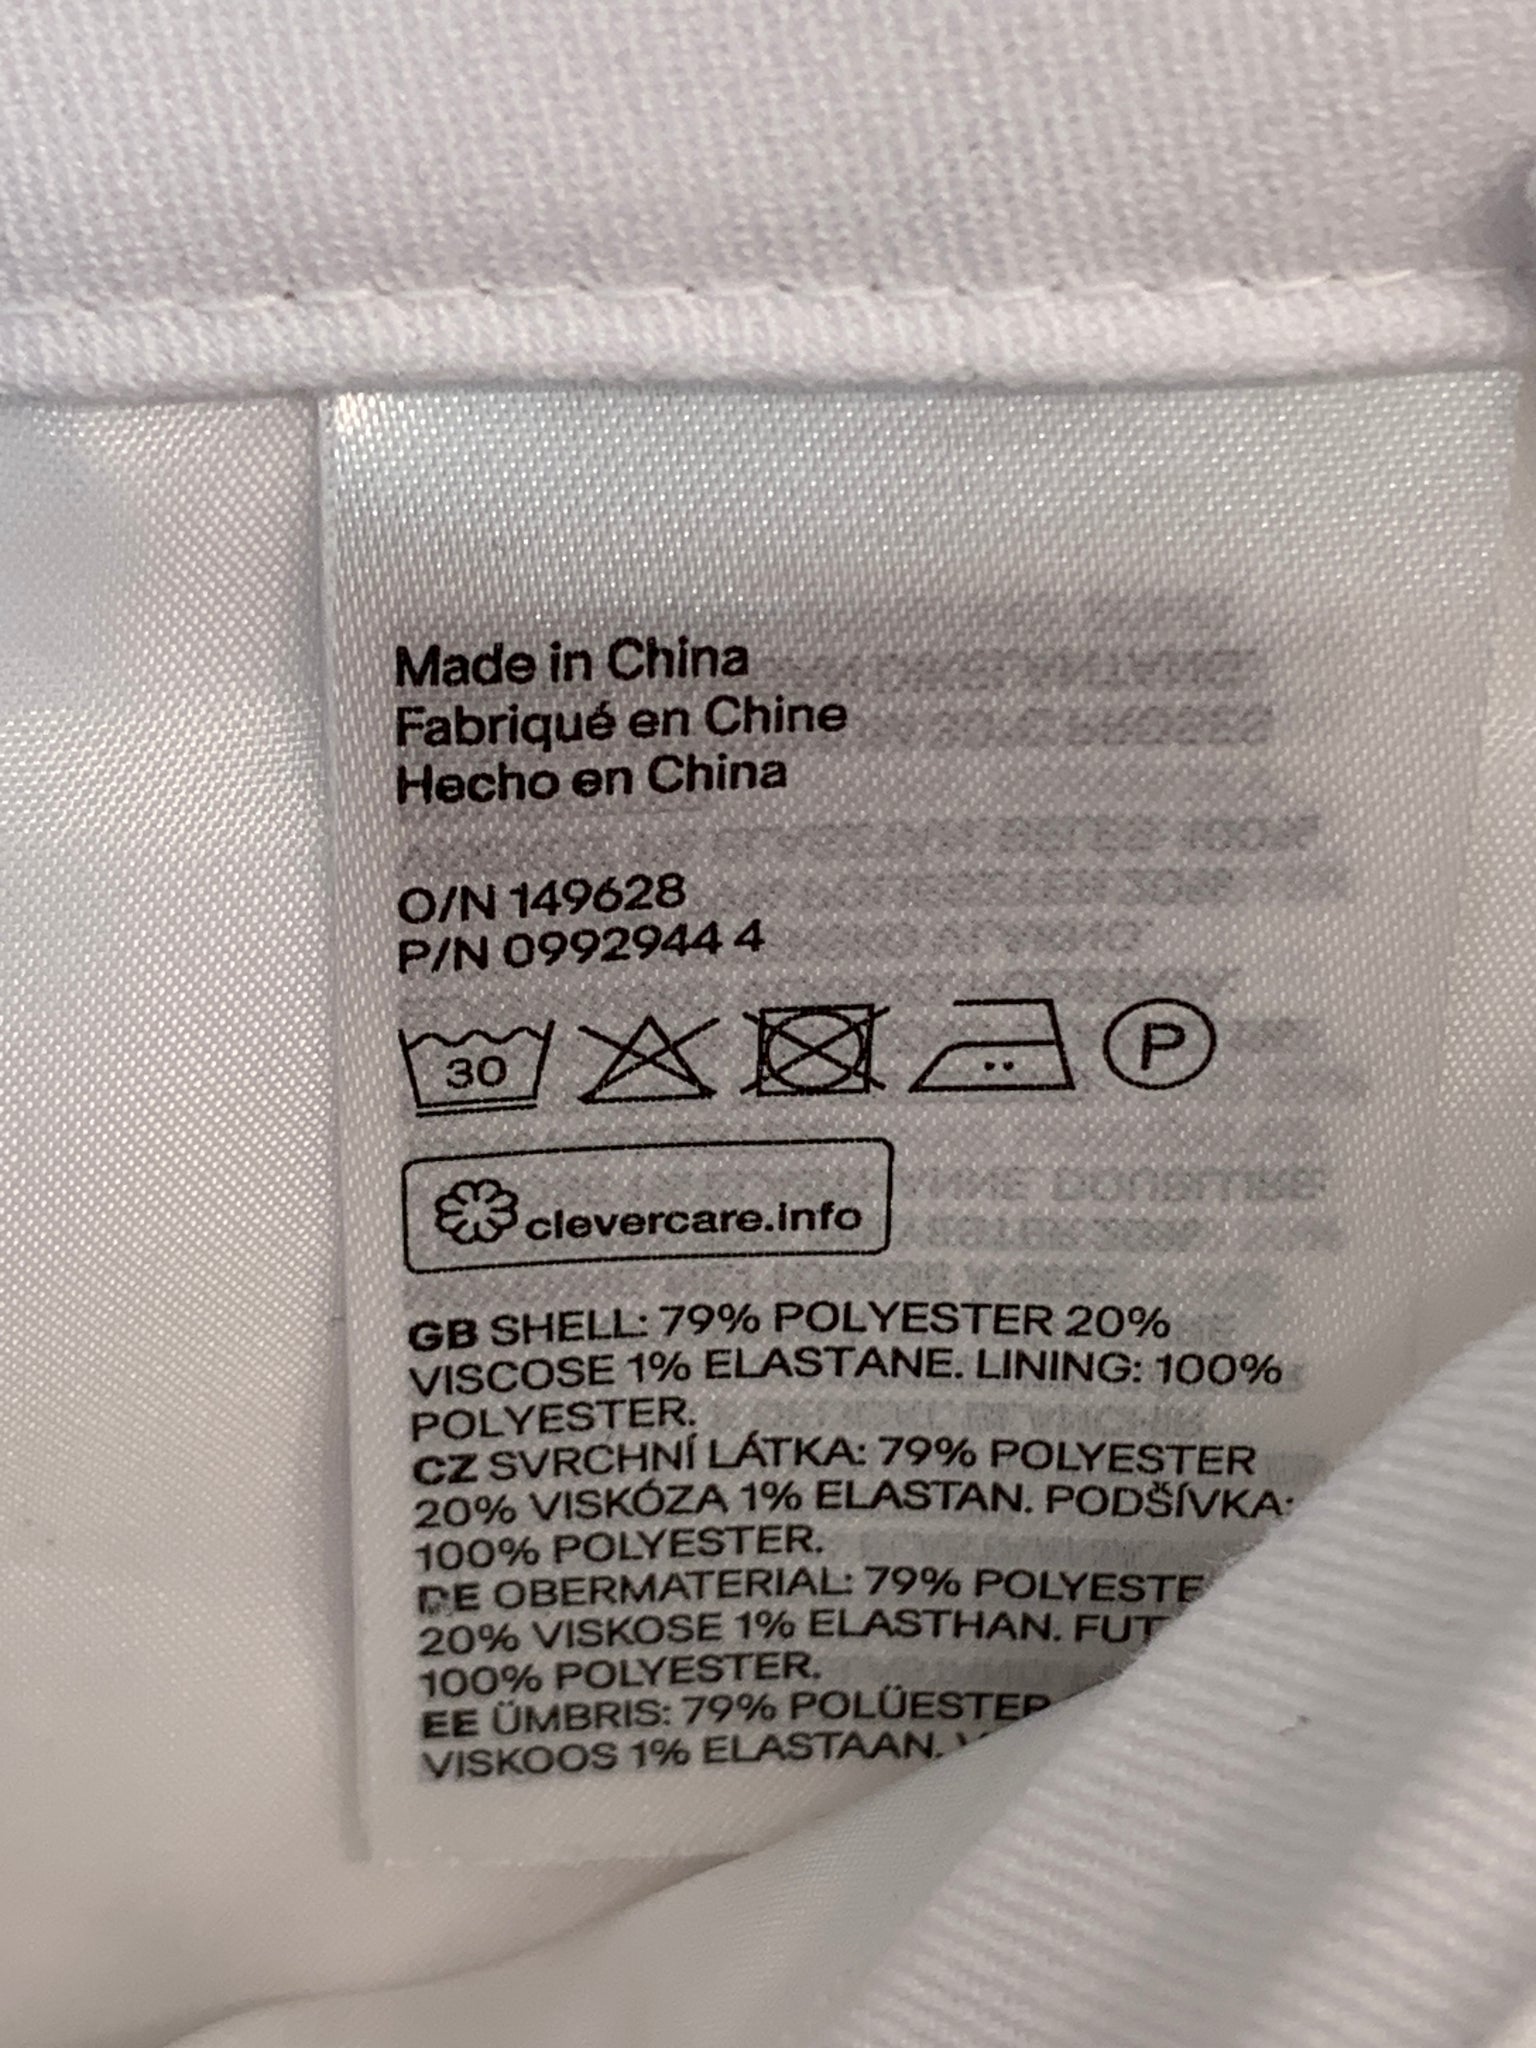 Made in China
Fabriqué en Chine
Hecho en China
O/N 149628
P/N 0992944 4
30
P
clevercare.info
GB SHELL: 79% POLYESTER 20%
VISCOSE 1% ELASTANE. LINING: 100%
POLYESTER.
CZ SVRCHNÍ LÁTKA: 79% POLYESTER
20% VISKÓZA 1% ELASTAN. PODŠÍVKA:
100% POLYESTER.
DE OBERMATERIAL: 79% POLYESTE
20% VISKOSE 1% ELASTHAN. FUT
100% POLYESTER.
EE ÜMBRIS: 79% POLÜESTER
VISKOOS 1% ELASTAAN.